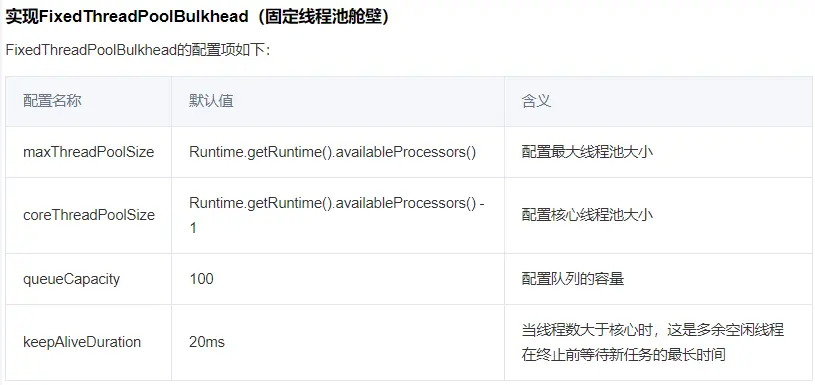 实现FixedThreadPoolBulkhead（固定线程池舱壁）
FixedThreadPoolBulkhead的配置项如下：
配置名称 默认值 含义
maxThreadPoolSize Runtime.getRuntime().availableProcessors() 配置最大线程池大小
coreThreadPoolSize Runtime.getRuntime().availableProcessors() -
1 配置核心线程池大小
queueCapacity 100 配置队列的容量
keepAliveDuration 20ms 当线程数大于核心时，这是多余空闲线程
在终止前等待新任务的最长时间